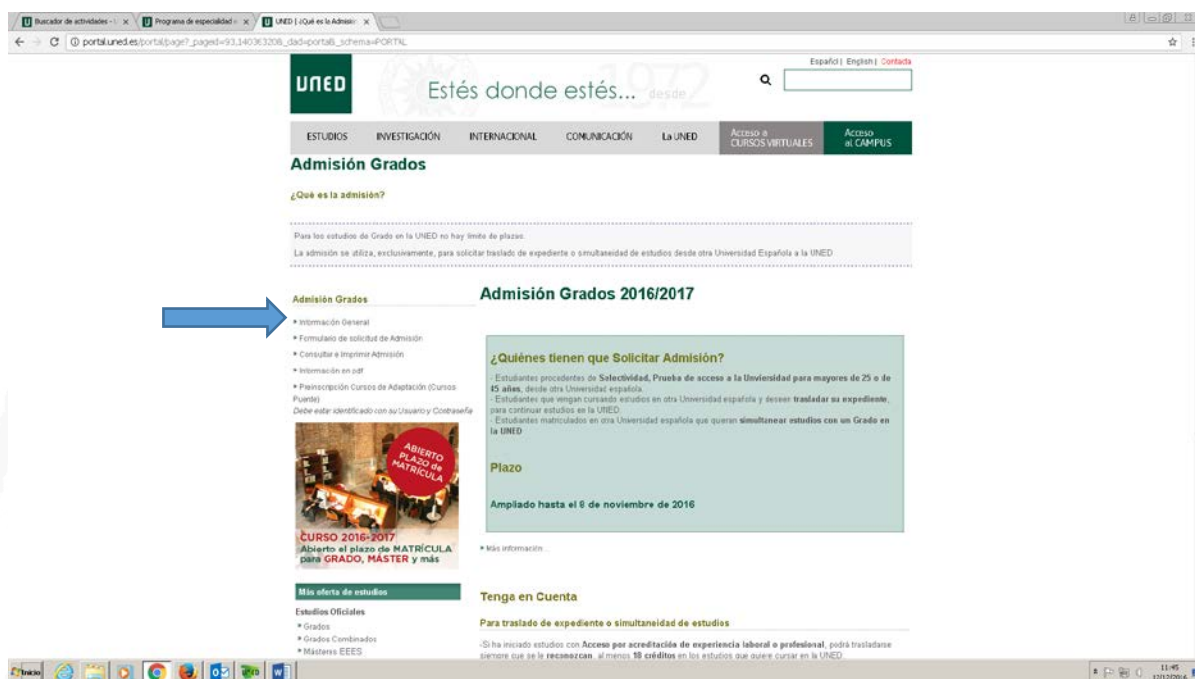 Buscador de actividades - U
Programa de especialidad e
UNED | ¿Qué es la Admisión
portal.uned.es/portal/page?_pageid=93,1403632&_dad=portal&_schema=PORTAL
Español | English | Contacta
UNED
Estés donde estés...
desde 1972
ESTUDIOS INVESTIGACIÓN INTERNACIONAL COMUNICACIÓN La UNED
Acceso a
CURSOS VIRTUALES
Acceso
al CAMPUS
Admisión Grados
¿Qué es la admisión?
Para los estudios de Grado en la UNED no hay límite de plazas.
La admisión se utiliza, exclusivamente, para solicitar traslado de expediente o simultaneidad de estudios desde otra Universidad Española a la UNED
Admisión Grados
Información General
Formulario de solicitud de Admisión
Consultar e Imprimir Admisión
Información en pdf
Preinscripción Cursos de Adaptación (Cursos
Puente)
Debe estar identificado con su Usuario y Contraseña
ABIERTO
PLAZO de
MATRÍCULA
CURSO 2016-2017
Abierto el plazo de MATRÍCULA
para GRADO, MÁSTER y más
Más oferta de estudios
Estudios Oficiales
Grados
Grados Combinados
Másteres EEES
Admisión Grados 2016/2017
¿Quiénes tienen que Solicitar Admisión?
- Estudiantes procedentes de Selectividad, Prueba de acceso a la Unviersidad para mayores de 25 o de
45 años, desde otra Universidad española.
- Estudiantes que vengan cursando estudios en otra Universidad española y deseen trasladar su expediente,
para continuar estudios en la UNED.
- Estudiantes matriculados en otra Universidad española que quieran simultanear estudios con un Grado en
la UNED
Plazo
Ampliado hasta el 8 de noviembre de 2016
Más información...
Tenga en Cuenta
Para traslado de expediente o simultaneidad de estudios
-Si ha iniciado estudios con Acceso por acreditación de experiencia laboral o profesional, podrá trasladarse
siempre que se le reconozcan, al menos 18 créditos en los estudios que quiere cursar en la UNED.
Inicio
11:45
12/12/2016